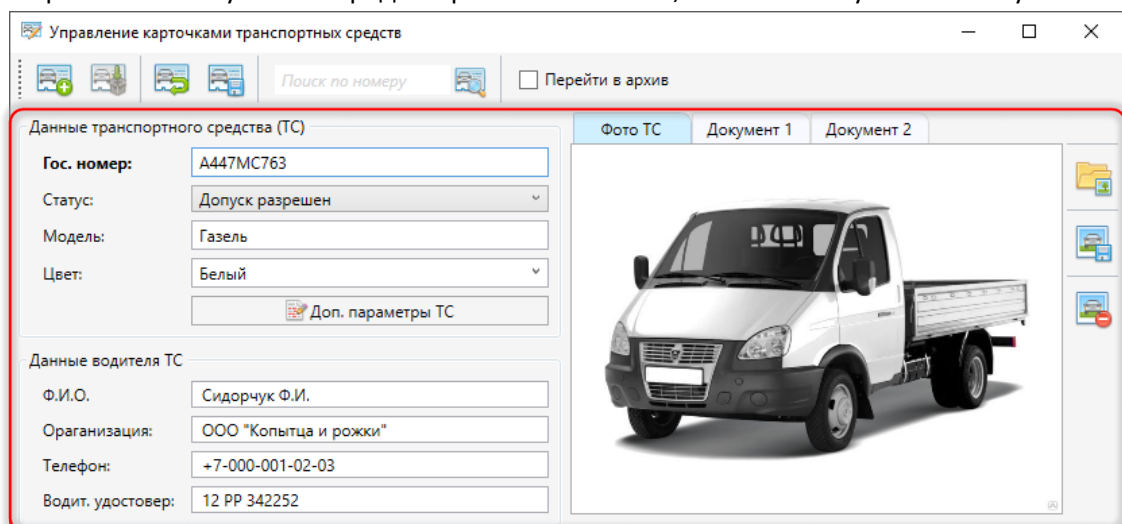 Управление карточками транспортных средств
Поиск по номеру
Перейти в архив
Данные транспортного средства (ТС)
Фото ТС
Документ 1
Документ 2
Гос. номер:
А447МС763
Статус:
Допуск разрешен
Модель:
Газель
Цвет:
Белый
Доп. параметры ТС
Данные водителя ТС
Ф.И.О.
Сидорчук Ф.И.
Ораганизация:
ООО "Копытца и рожки"
Телефон:
+7-000-001-02-03
Водит. удостовер:
12 РР 342252